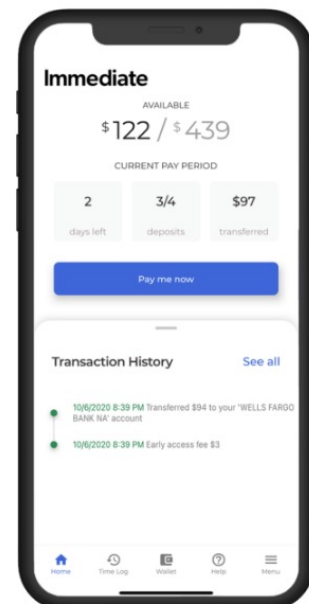 Immediate
AVAILABLE
$122 / $439
CURRENT PAY PERIOD
2 3/4 $97
days left deposits transferred
Pay me now
Transaction History See all
10/6/2020 8:39 PM Transferred $94 to your 'WELLS FARGO
BANK NA' account
10/6/2020 8:39 PM Early access fee $3
Home Time Log Wallet Help Menu